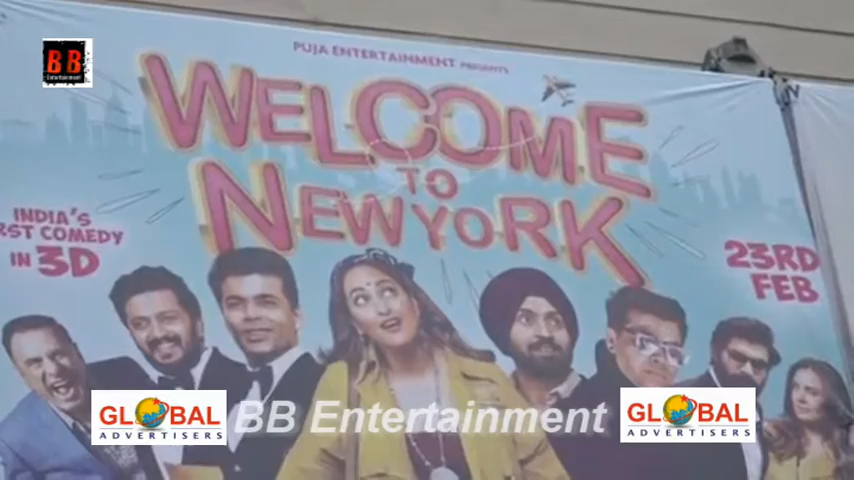 BB
Entertainment
PUJA ENTERTAINMENT PRESENTS
WELCOME
TO
NEW YORK
INDIA'S
RST COMEDY
IN 3D
23RD
FEB
GLOBAL
ADVERTISERS
BB Entertainment
GLOBAL
ADVERTISERS